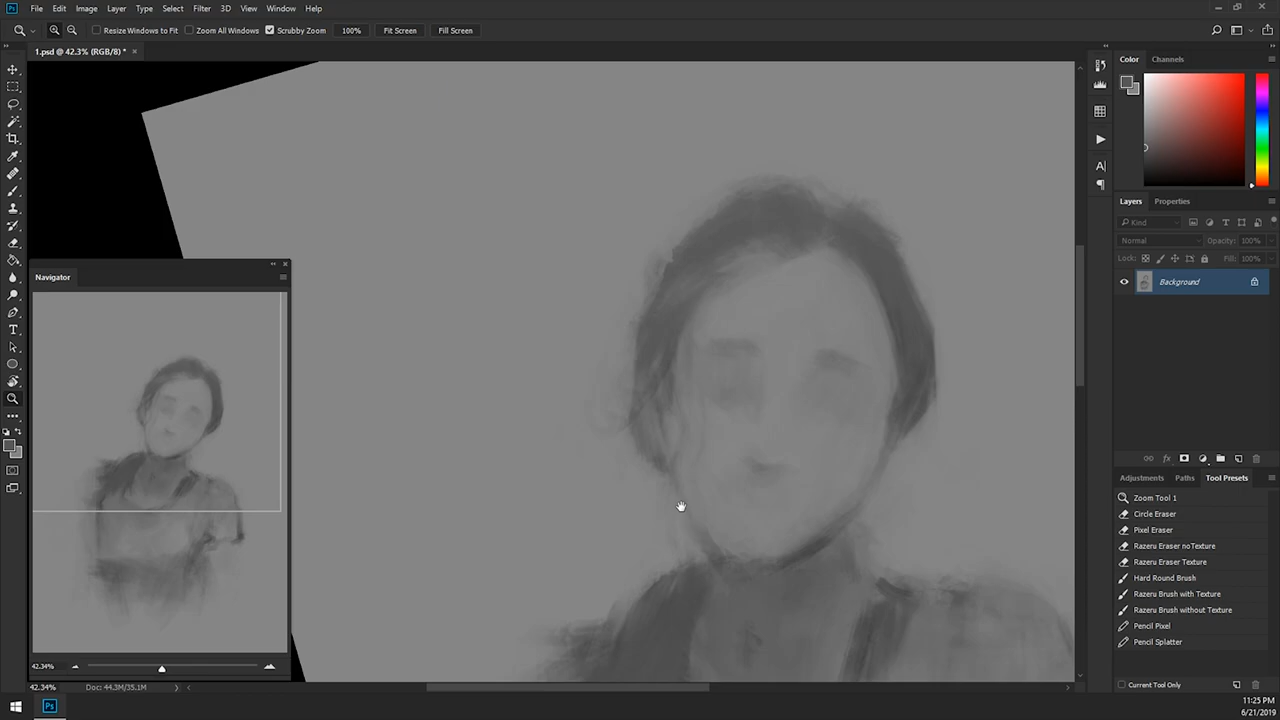 Ps File Edit Image Layer Type Select Filter 3D View Window Help
Resize Windows to Fit Zoom All Windows Scrubby Zoom 100% Fit Screen Fill Screen
1.psd @ 42.3% (RGB/8) *
Color Channels
Navigator
Layers Properties
Kind
Normal Opacity: 100%
Lock: Fill: 100%
Background
Adjustments Paths Tool Presets
Zoom Tool 1
Circle Eraser
Pixel Eraser
Razeru Eraser noTexture
Razeru Eraser Texture
Hard Round Brush
Razeru Brush with Texture
Razeru Brush without Texture
Pencil Pixel
Pencil Splatter
Current Tool Only
42.34%
42.34% Doc: 44.3M/35.1M
Ps
11:25 PM
6/21/2019